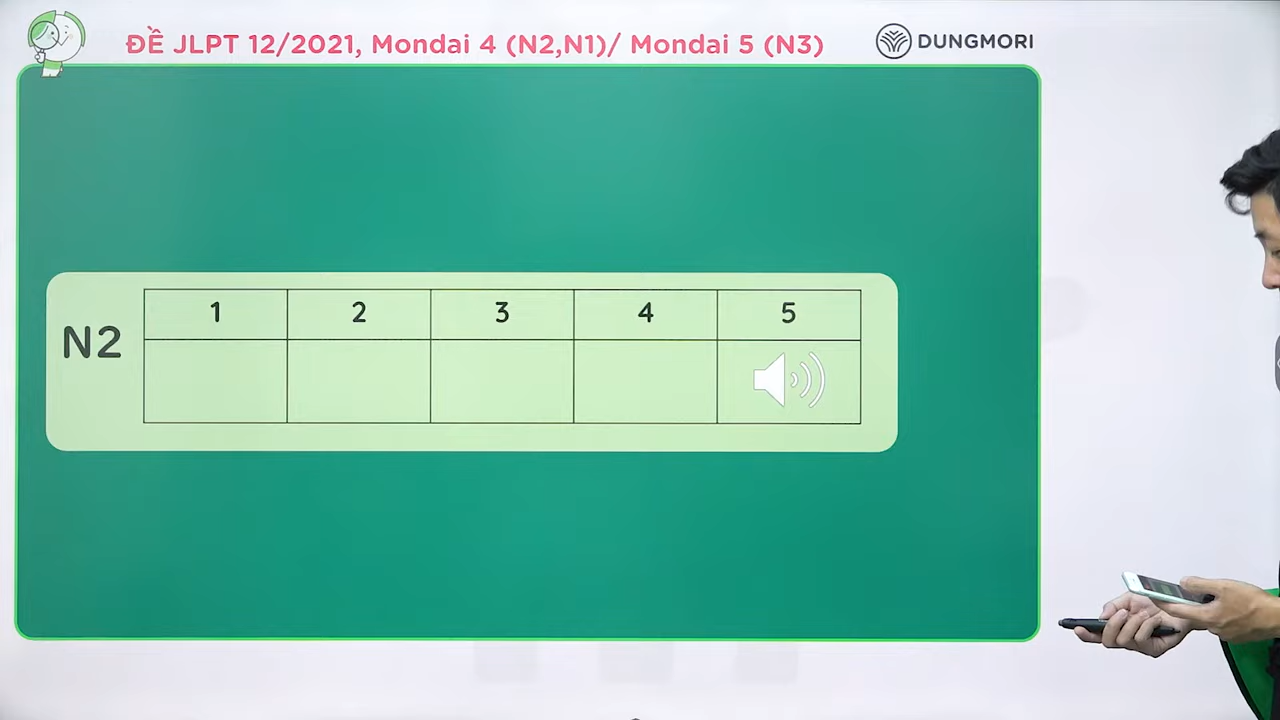 ĐỀ JLPT 12/2021, Mondai 4 (N2,N1)/ Mondai 5 (N3)
DUNGMORI
N2
1 2 3 4 5